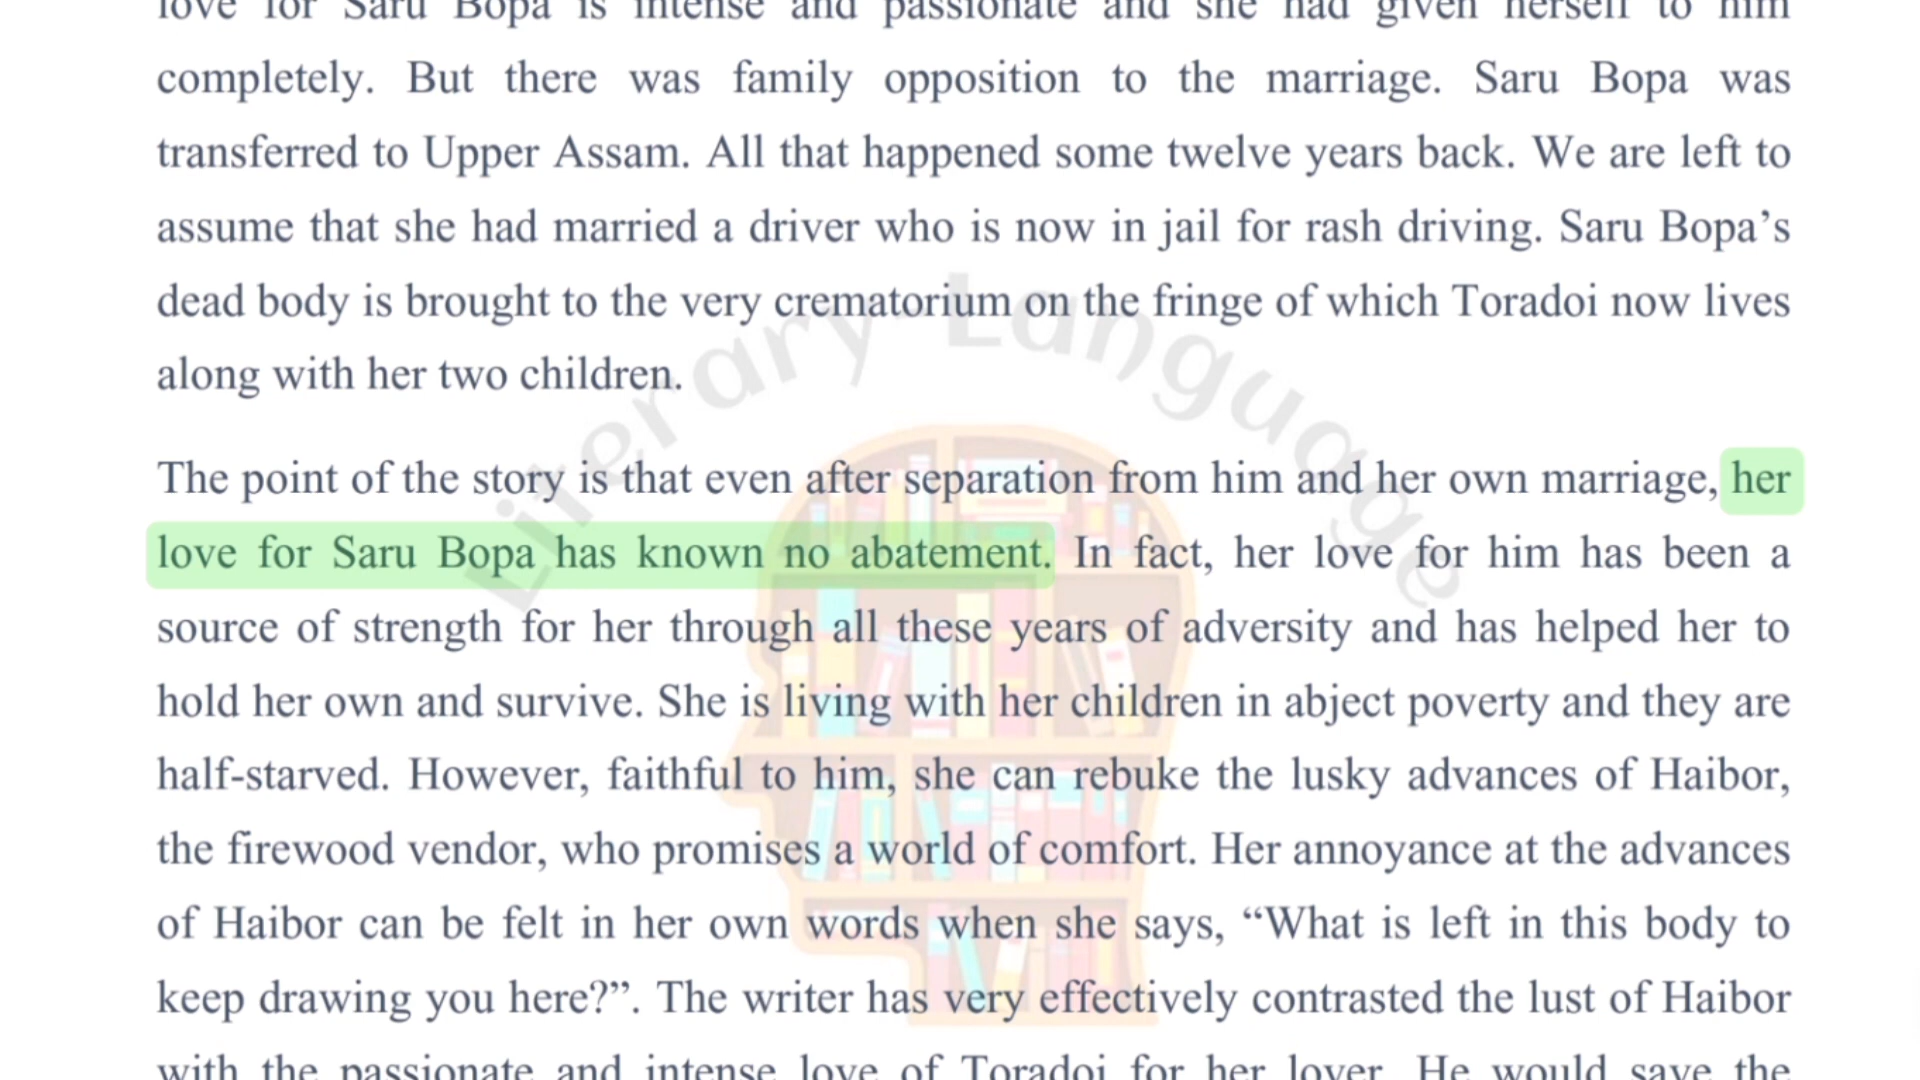 love for Saru Bopa is intense and passionate and she had given herself to him
completely. But there was family opposition to the marriage. Saru Bopa was
transferred to Upper Assam. All that happened some twelve years back. We are left to
assume that she had married a driver who is now in jail for rash driving. Saru Bopa’s
dead body is brought to the very crematorium on the fringe of which Toradoi now lives
along with her two children.
Literary-Language
The point of the story is that even after separation from him and her own marriage, her
love for Saru Bopa has known no abatement. In fact, her love for him has been a
source of strength for her through all these years of adversity and has helped her to
hold her own and survive. She is living with her children in abject poverty and they are
half-starved. However, faithful to him, she can rebuke the lusky advances of Haibor,
the firewood vendor, who promises a world of comfort. Her annoyance at the advances
of Haibor can be felt in her own words when she says, “What is left in this body to
keep drawing you here?”. The writer has very effectively contrasted the lust of Haibor
with the passionate and intense love of Toradoi for her lover. He would save the